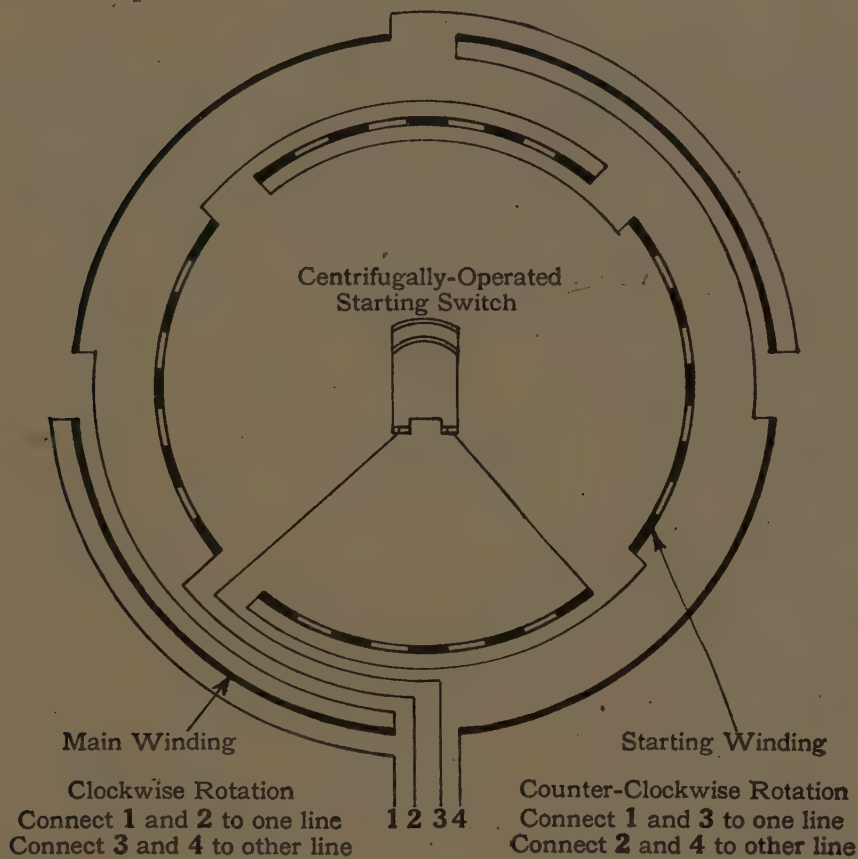 Centrifugally-Operated
Starting Switch
Main Winding
Starting Winding
Clockwise Rotation
Connect 1 and 2 to one line
Connect 3 and 4 to other line
1 2 3 4
Counter-Clockwise Rotation
Connect 1 and 3 to one line
Connect 2 and 4 to other line